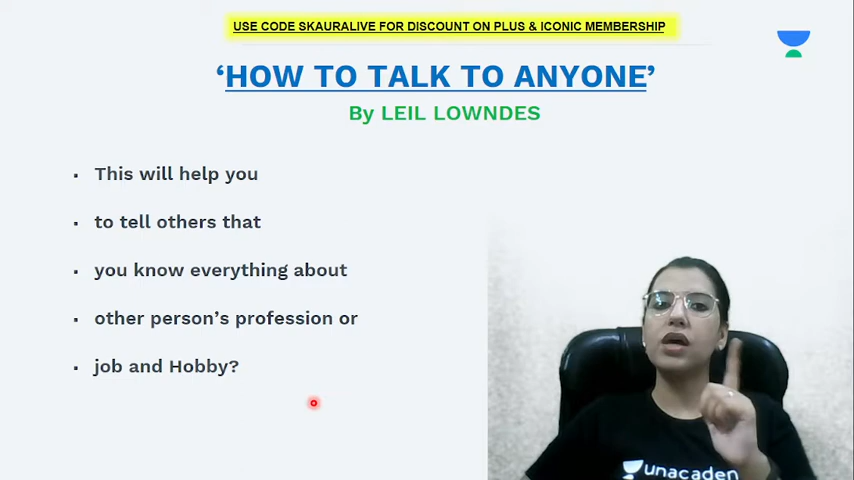 USE CODE SKAURALIVE FOR DISCOUNT ON PLUS & ICONIC MEMBERSHIP
‘HOW TO TALK TO ANYONE’
By LEIL LOWNDES
▪ This will help you
▪ to tell others that
▪ you know everything about
▪ other person’s profession or
▪ job and Hobby?
unacaden